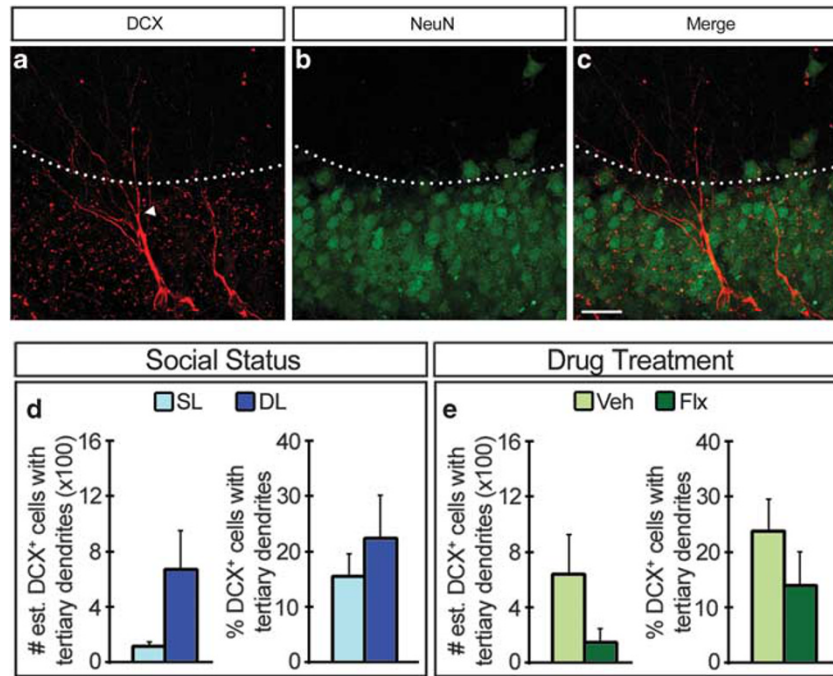 DCX NeuN Merge
a b c
Social Status Drug Treatment
d SL DL e Veh Flx
# est. DCX⁺ cells with
tertiary dendrites (x100)
16
12
8
4
0
% DCX⁺ cells with
tertiary dendrites
40
30
20
10
0
# est. DCX⁺ cells with
tertiary dendrites (x100)
16
12
8
4
0
% DCX⁺ cells with
tertiary dendrites
40
30
20
10
0